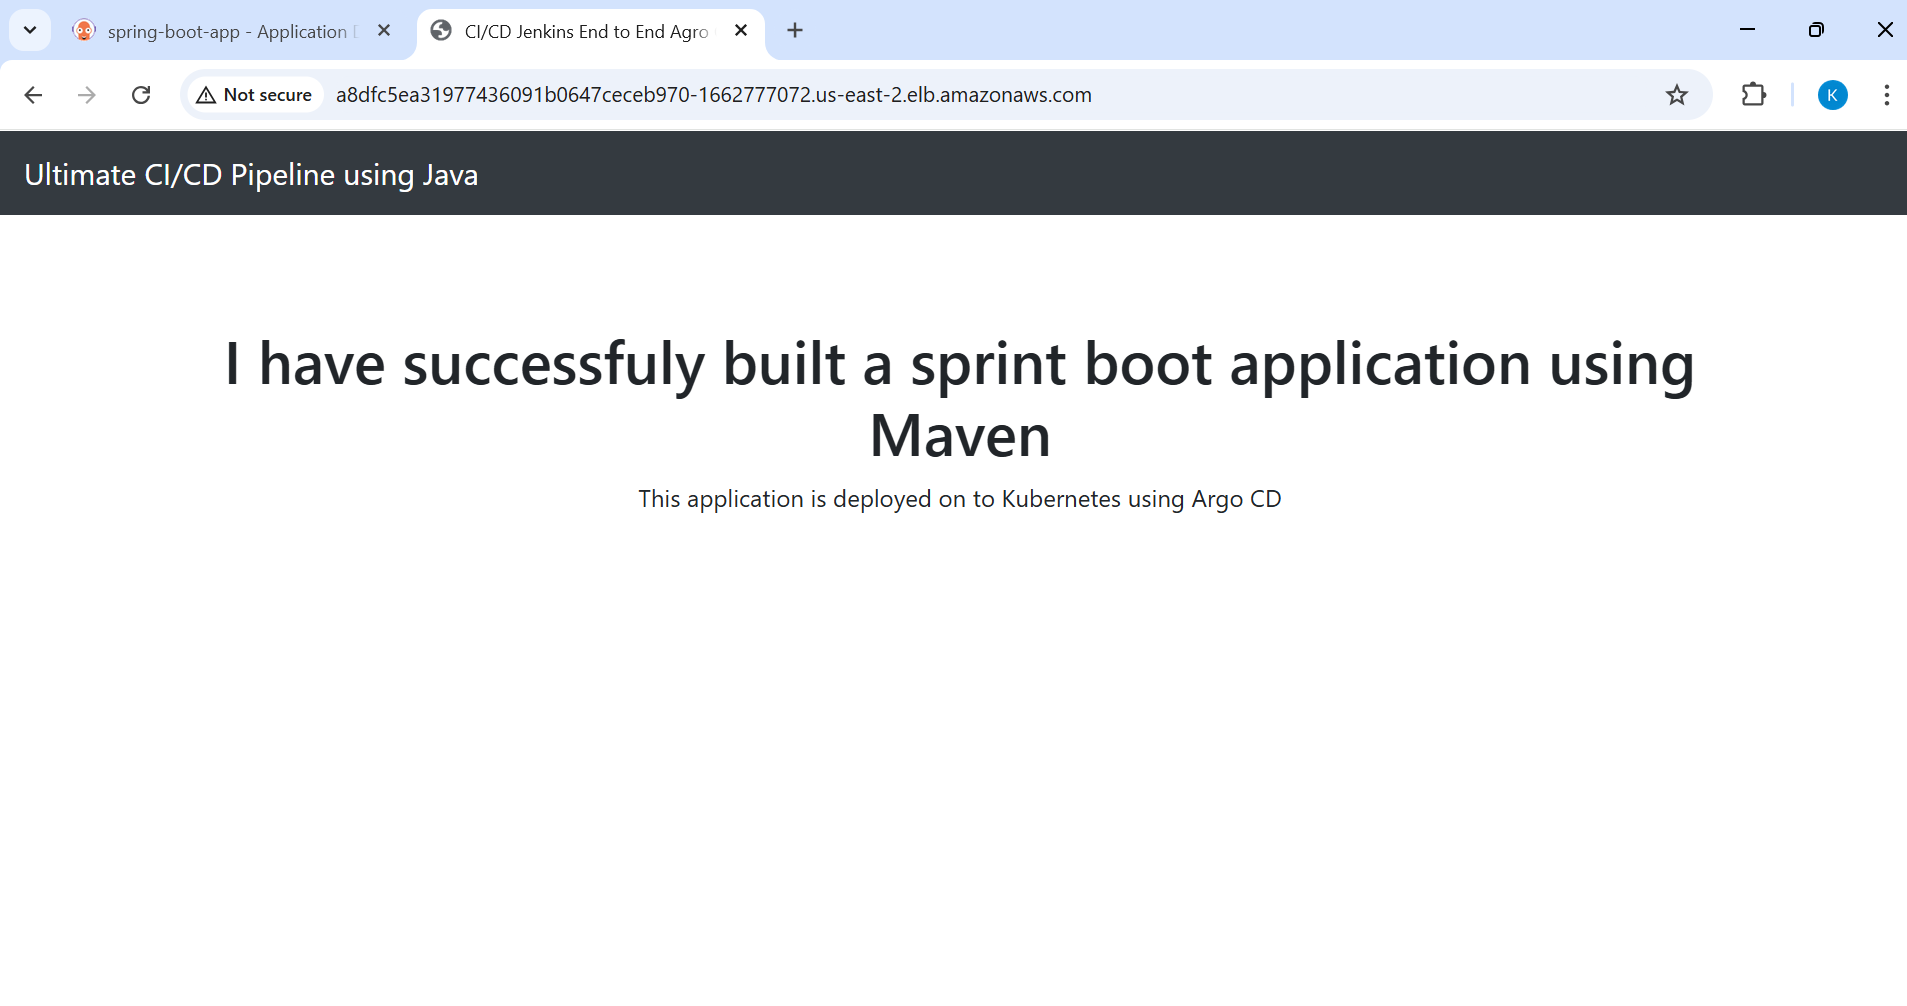 spring-boot-app - Application
CI/CD Jenkins End to End Agro
Not secure
a8dfc5ea31977436091b0647ceceb970-1662777072.us-east-2.elb.amazonaws.com
K
Ultimate CI/CD Pipeline using Java
I have successfuly built a sprint boot application using
Maven
This application is deployed on to Kubernetes using Argo CD